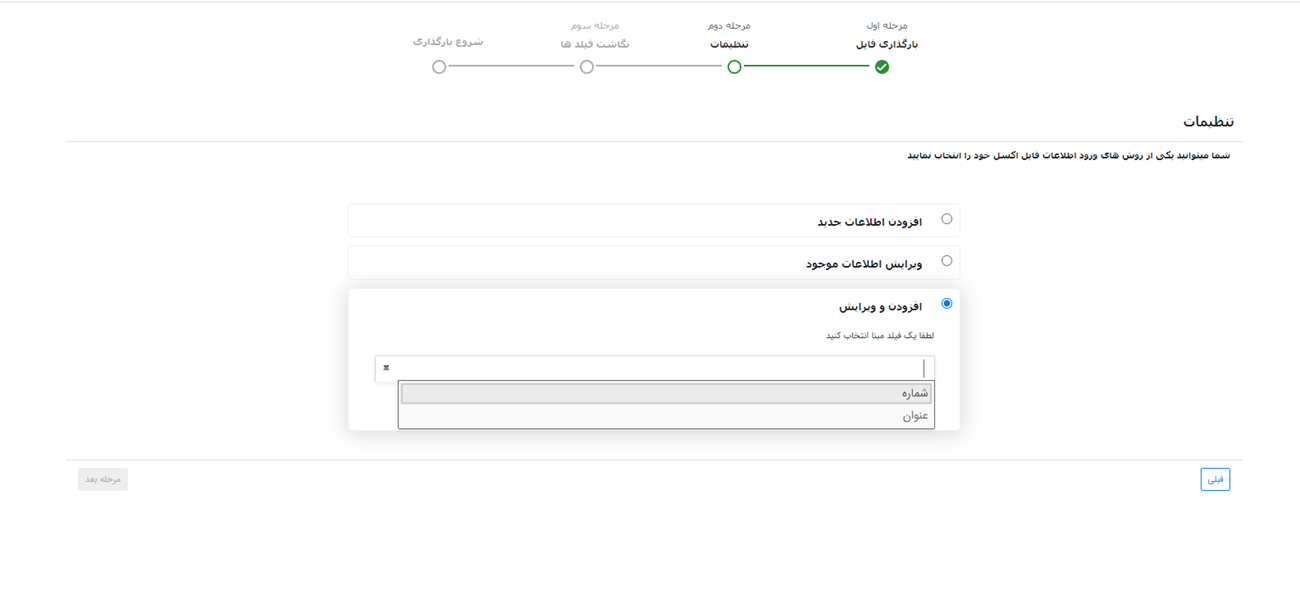 مرحله اول
بارگذاری فایل
مرحله دوم
تنظیمات
مرحله سوم
نگاشت فیلد ها
شروع بارگذاری
تنظیمات
شما میتوانید یکی از روش های ورود اطلاعات فایل اکسل خود را انتخاب نمایید
افزودن اطلاعات جدید
ویرایش اطلاعات موجود
افزودن و ویرایش
لطفا یک فیلد مبنا انتخاب کنید
شماره
عنوان
قبلی
مرحله بعد